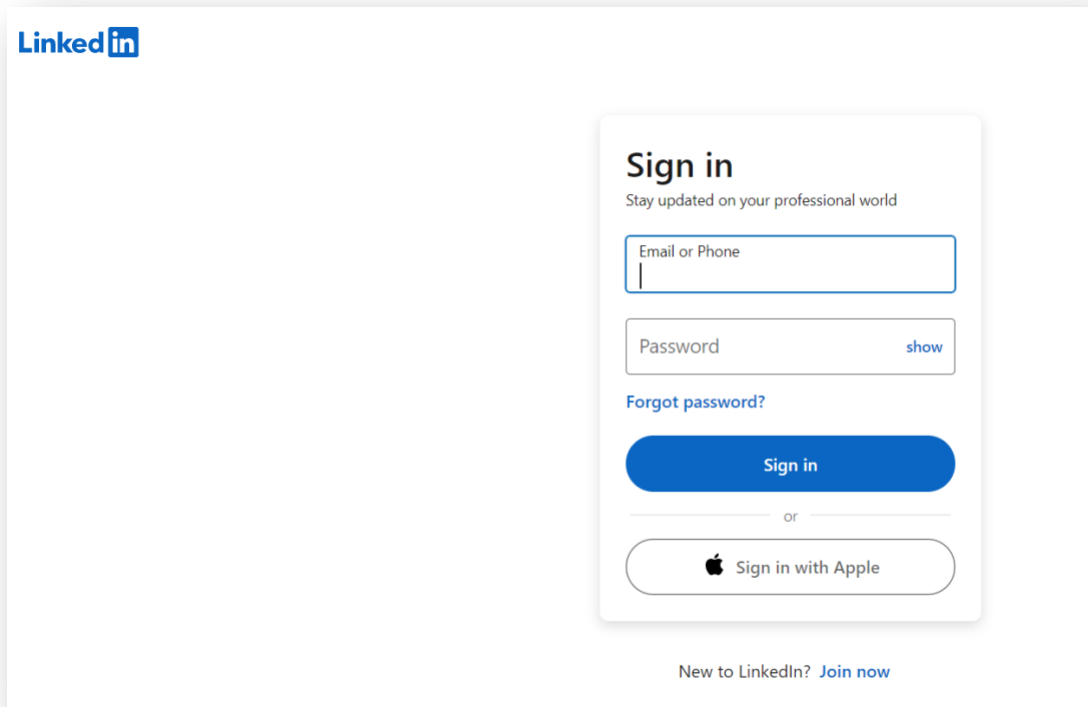 LinkedIn
Sign in
Stay updated on your professional world
Email or Phone
Password show
Forgot password?
Sign in
or
Sign in with Apple
New to LinkedIn? Join now